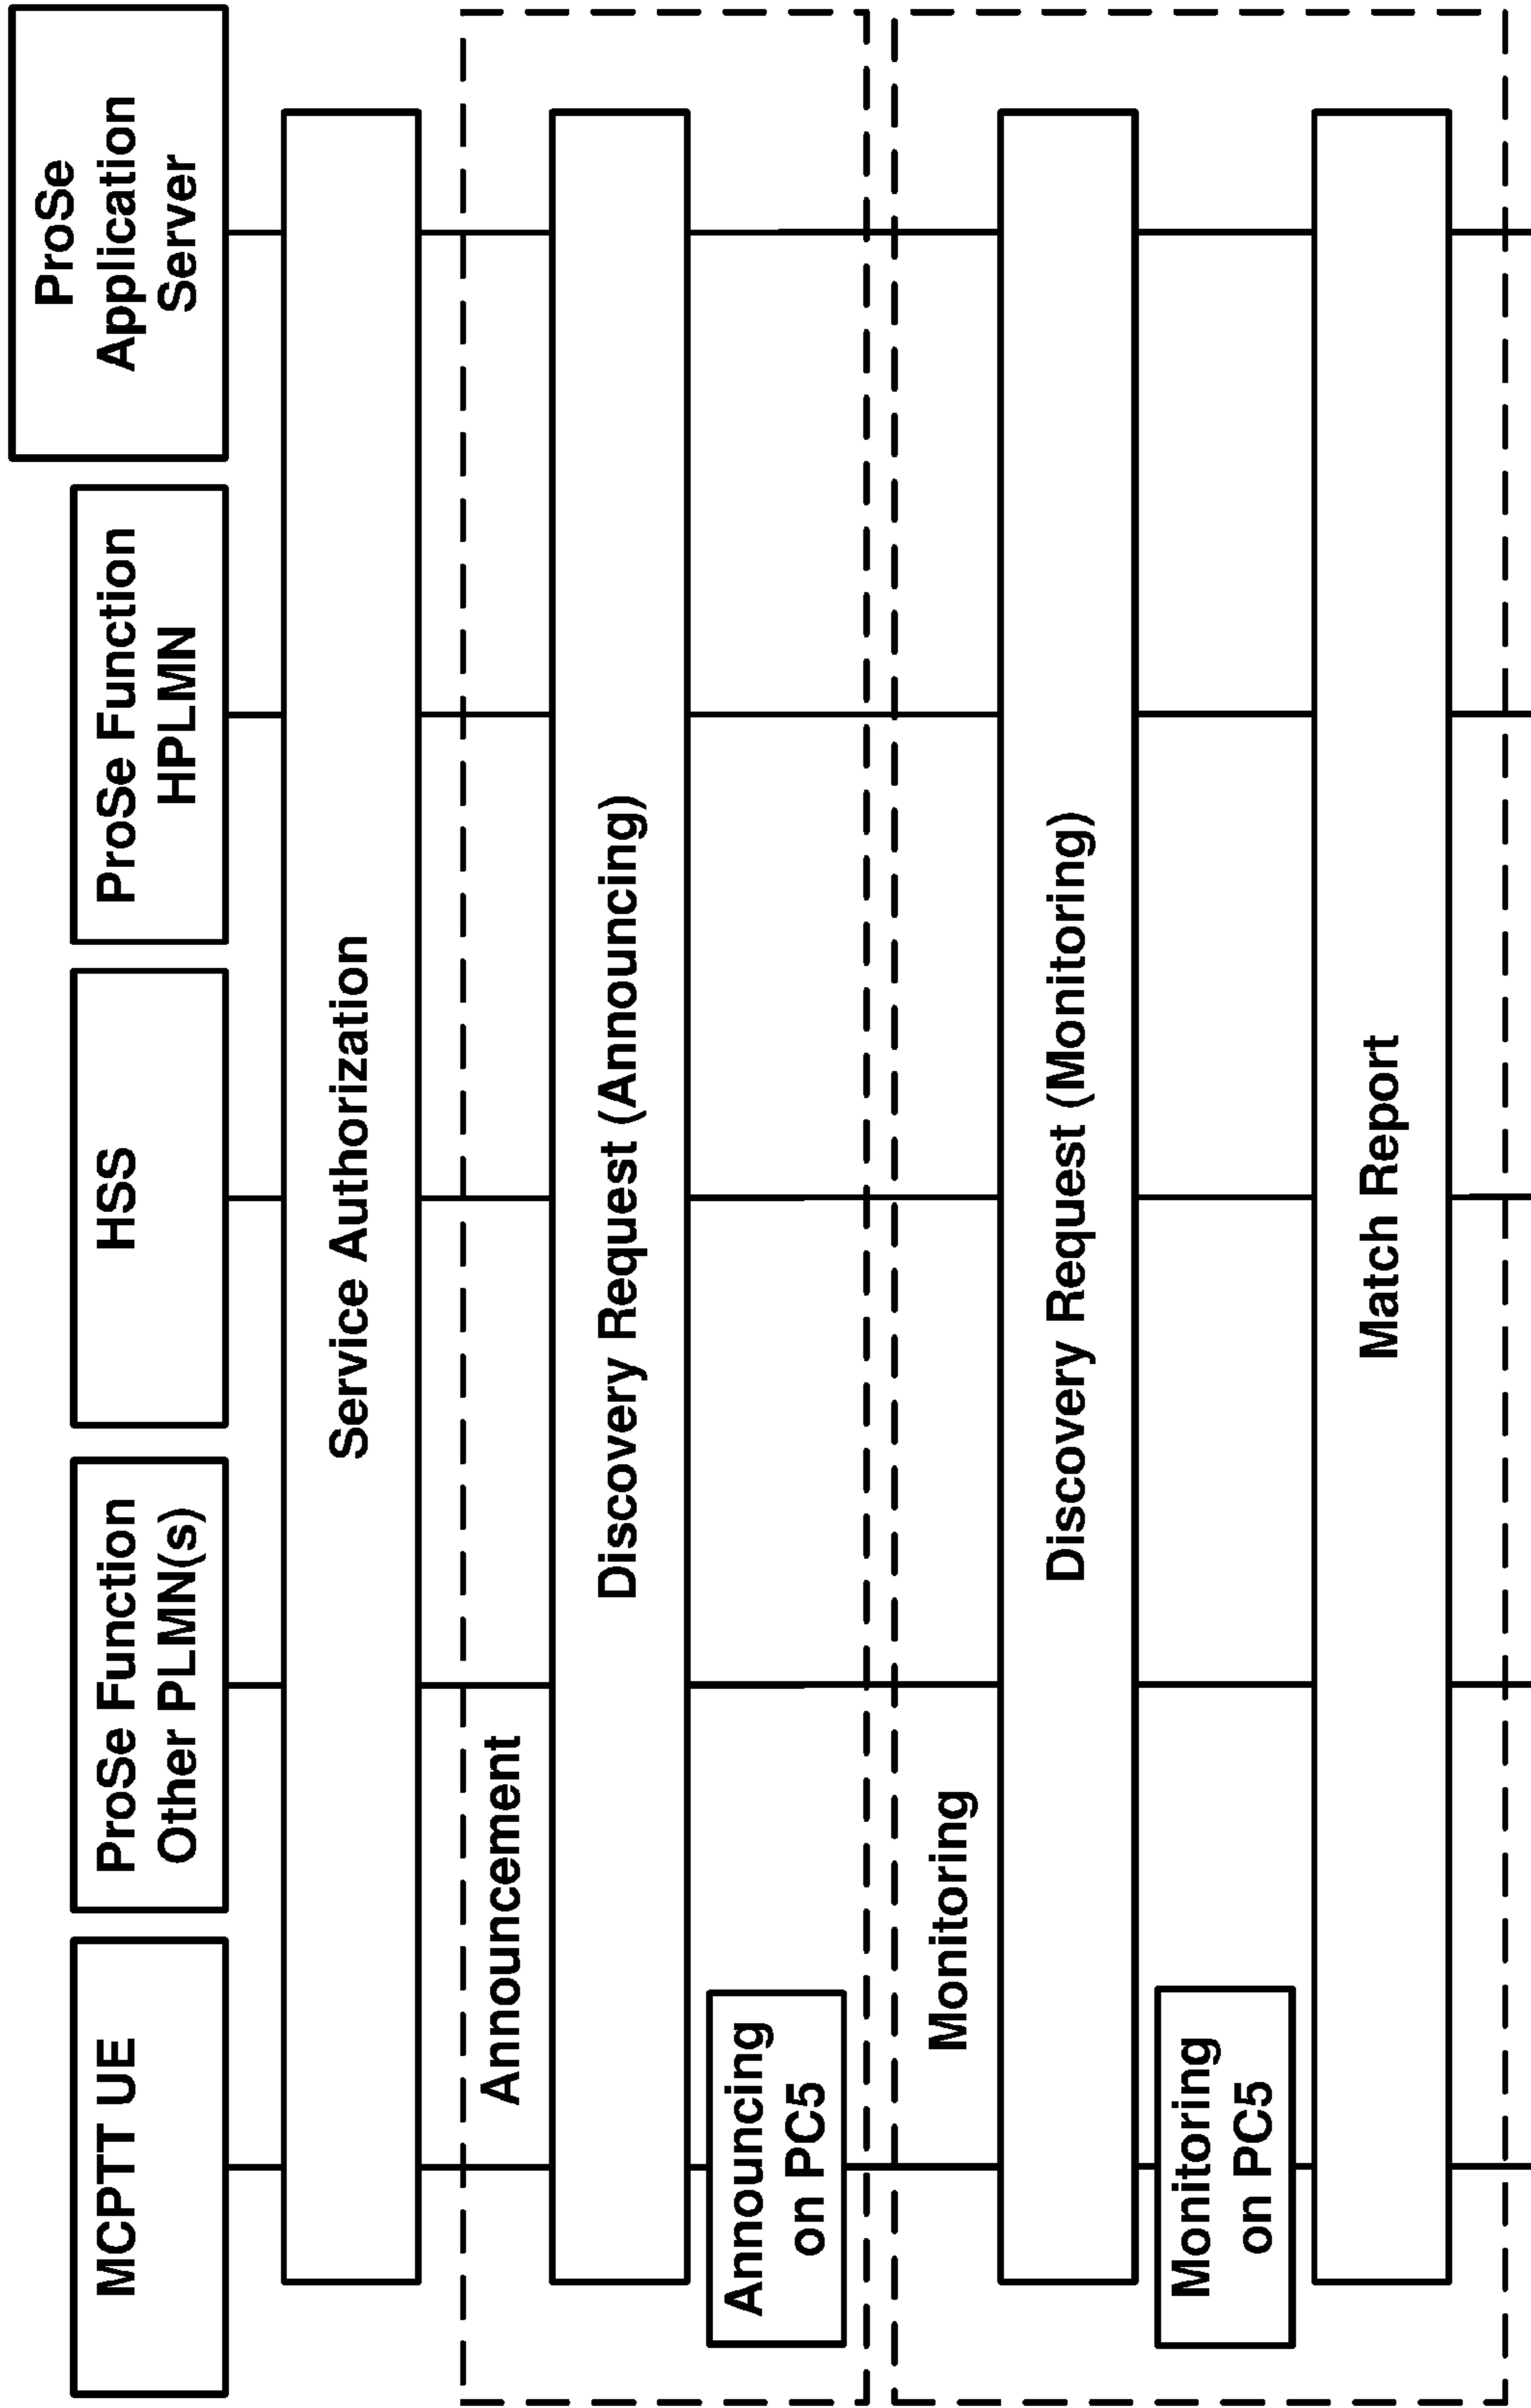 MCPTT UE
ProSe Function
Other PLMN(s)
HSS
ProSe Function
HPLMN
ProSe
Application
Server
Service Authorization
Announcement
Discovery Request (Announcing)
Announcing
on PC5
Monitoring
Discovery Request (Monitoring)
Monitoring
on PC5
Match Report